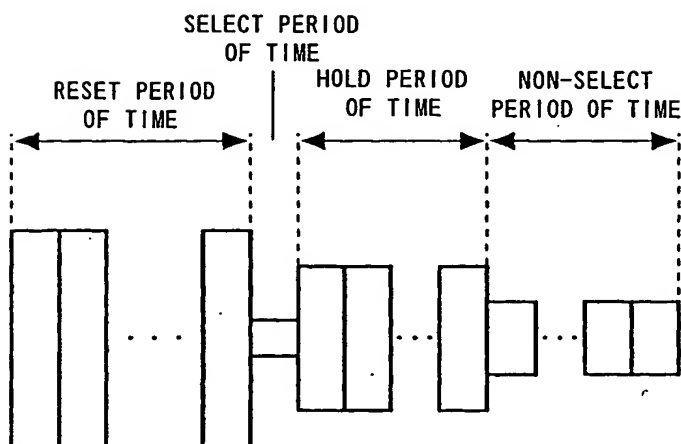 SELECT PERIOD
OF TIME
RESET PERIOD
OF TIME
HOLD PERIOD
OF TIME
NON-SELECT
PERIOD OF TIME